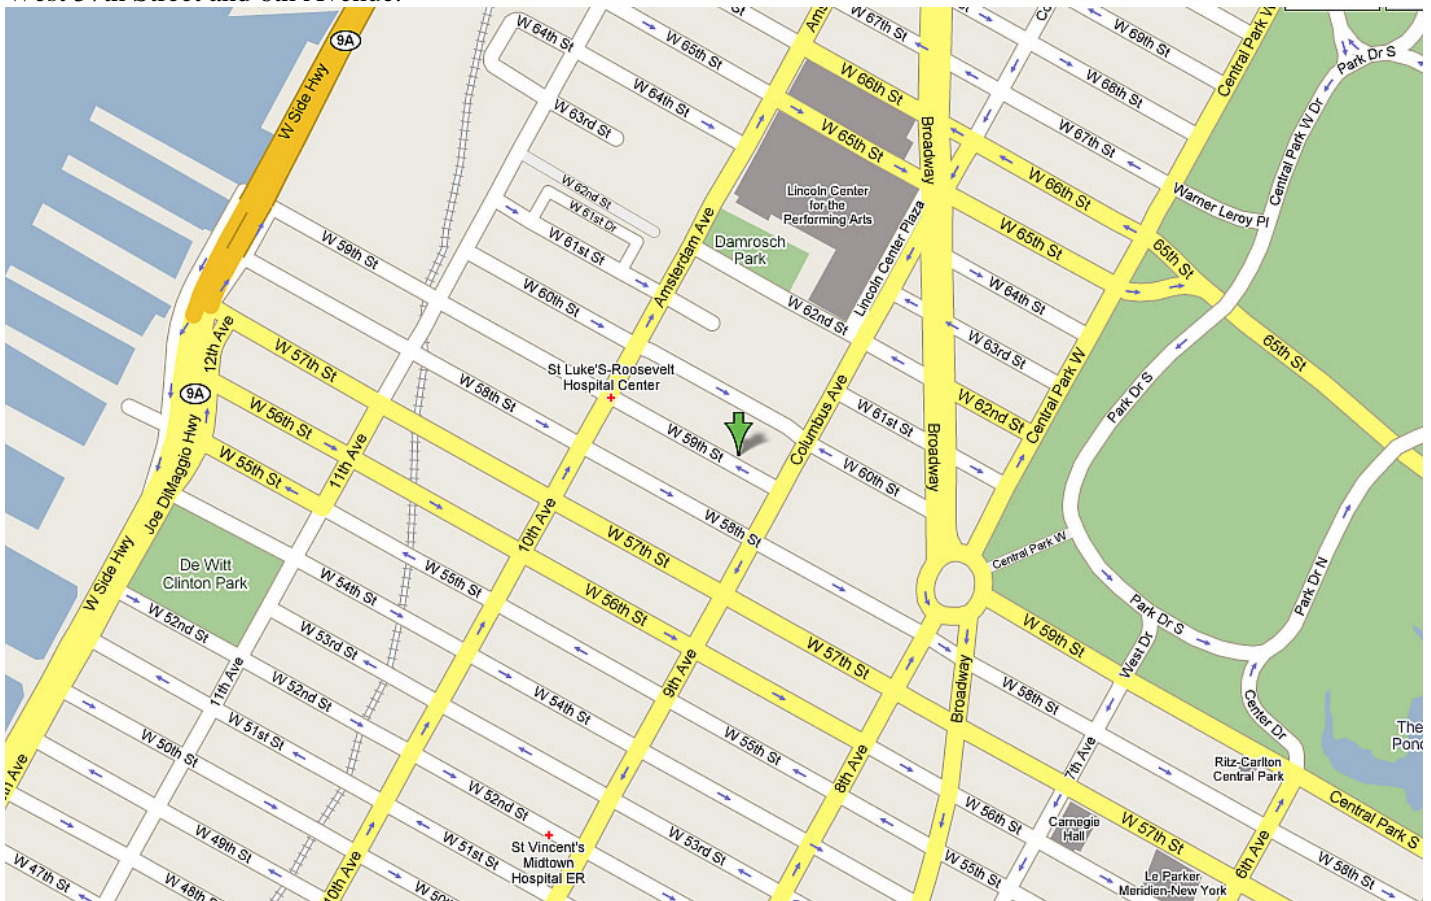 W 64th St
9A
W Side Hwy
W 65th St
W 64th St
W 63rd St
W 62nd St
W 61st Dr
W 61st St
W 60th St
W 59th St
W 67th St
W 66th St
W 65th St
Broadway
W 69th St
W 68th St
W 67th St
W 66th St
W 65th St
Central Park W
Park Dr S
Central Park W Dr
Warner Leroy Pl
65th St
65th St
Lincoln Center
for the
Performing Arts
Lincoln Center Plaza
Damrosch
Park
Amsterdam Ave
W 62nd St
W 64th St
W 63rd St
W 62nd St
W 61st St
W 60th St
Central Park W
Park Dr S
12th Ave
W 57th St
9A
W 56th St
W 55th St
W 58th St
St Luke'S-Roosevelt
Hospital Center
W 59th St
Columbus Ave
Broadway
11th Ave
Joe DiMaggio Hwy
W Side Hwy
De Witt
Clinton Park
10th Ave
W 58th St
W 57th St
W 56th St
W 55th St
W 54th St
W 53rd St
W 52nd St
W 52nd St
11th Ave
W 51st St
W 50th St
W 49th St
W 48th St
W 47th St
10th Ave
W 54th St
9th Ave
W 57th St
W 55th St
W 52nd St
W 51st St
W 53rd St
St Vincent's
Midtown
Hospital ER
8th Ave
Broadway
Central Park W
W 59th St
W 58th St
West Dr
Park Dr S
Park Dr N
Center Dr
7th Ave
W 56th St
W 55th St
Carnegie
Hall
W 57th St
Le Parker
Meridien-New York
Ritz-Carlton
Central Park
Central Park S
6th Ave
W 58th St
The